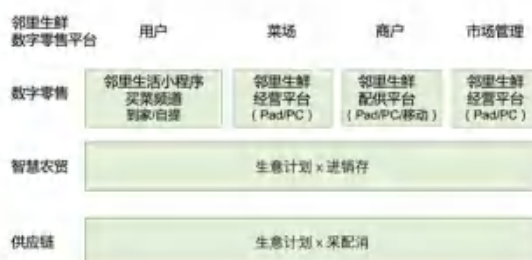 邻里生鲜
数字零售平台
用户
菜场
商户
市场管理
数字零售
邻里生活小程序
买菜频道
到家/自提
邻里生鲜
经营平台
( Pad/PC )
邻里生鲜
配供平台
( Pad/PC/移动 )
邻里生鲜
经营平台
( Pad/PC )
智慧农贸
生意计划 x 进销存
供应链
生意计划 x 采配消